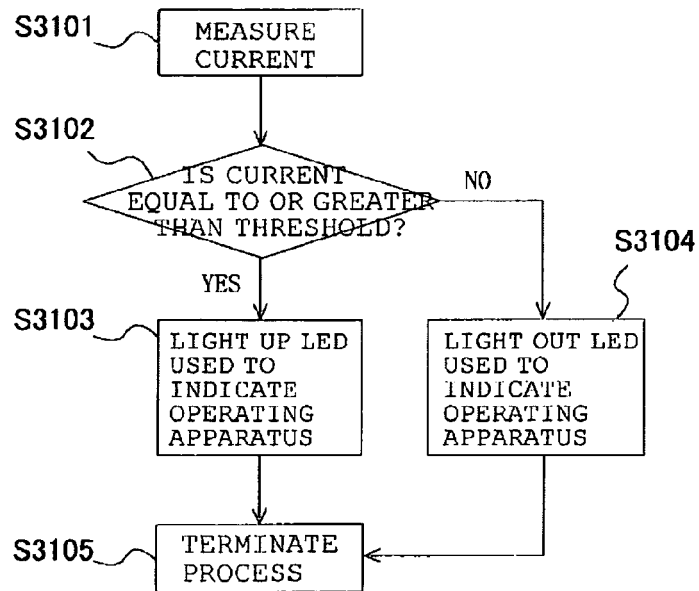 S3101
MEASURE
CURRENT
S3102
IS CURRENT
EQUAL TO OR GREATER
THAN THRESHOLD?
NO
YES
S3103
LIGHT UP LED
USED TO
INDICATE
OPERATING
APPARATUS
S3104
LIGHT OUT LED
USED TO
INDICATE
OPERATING
APPARATUS
S3105
TERMINATE
PROCESS